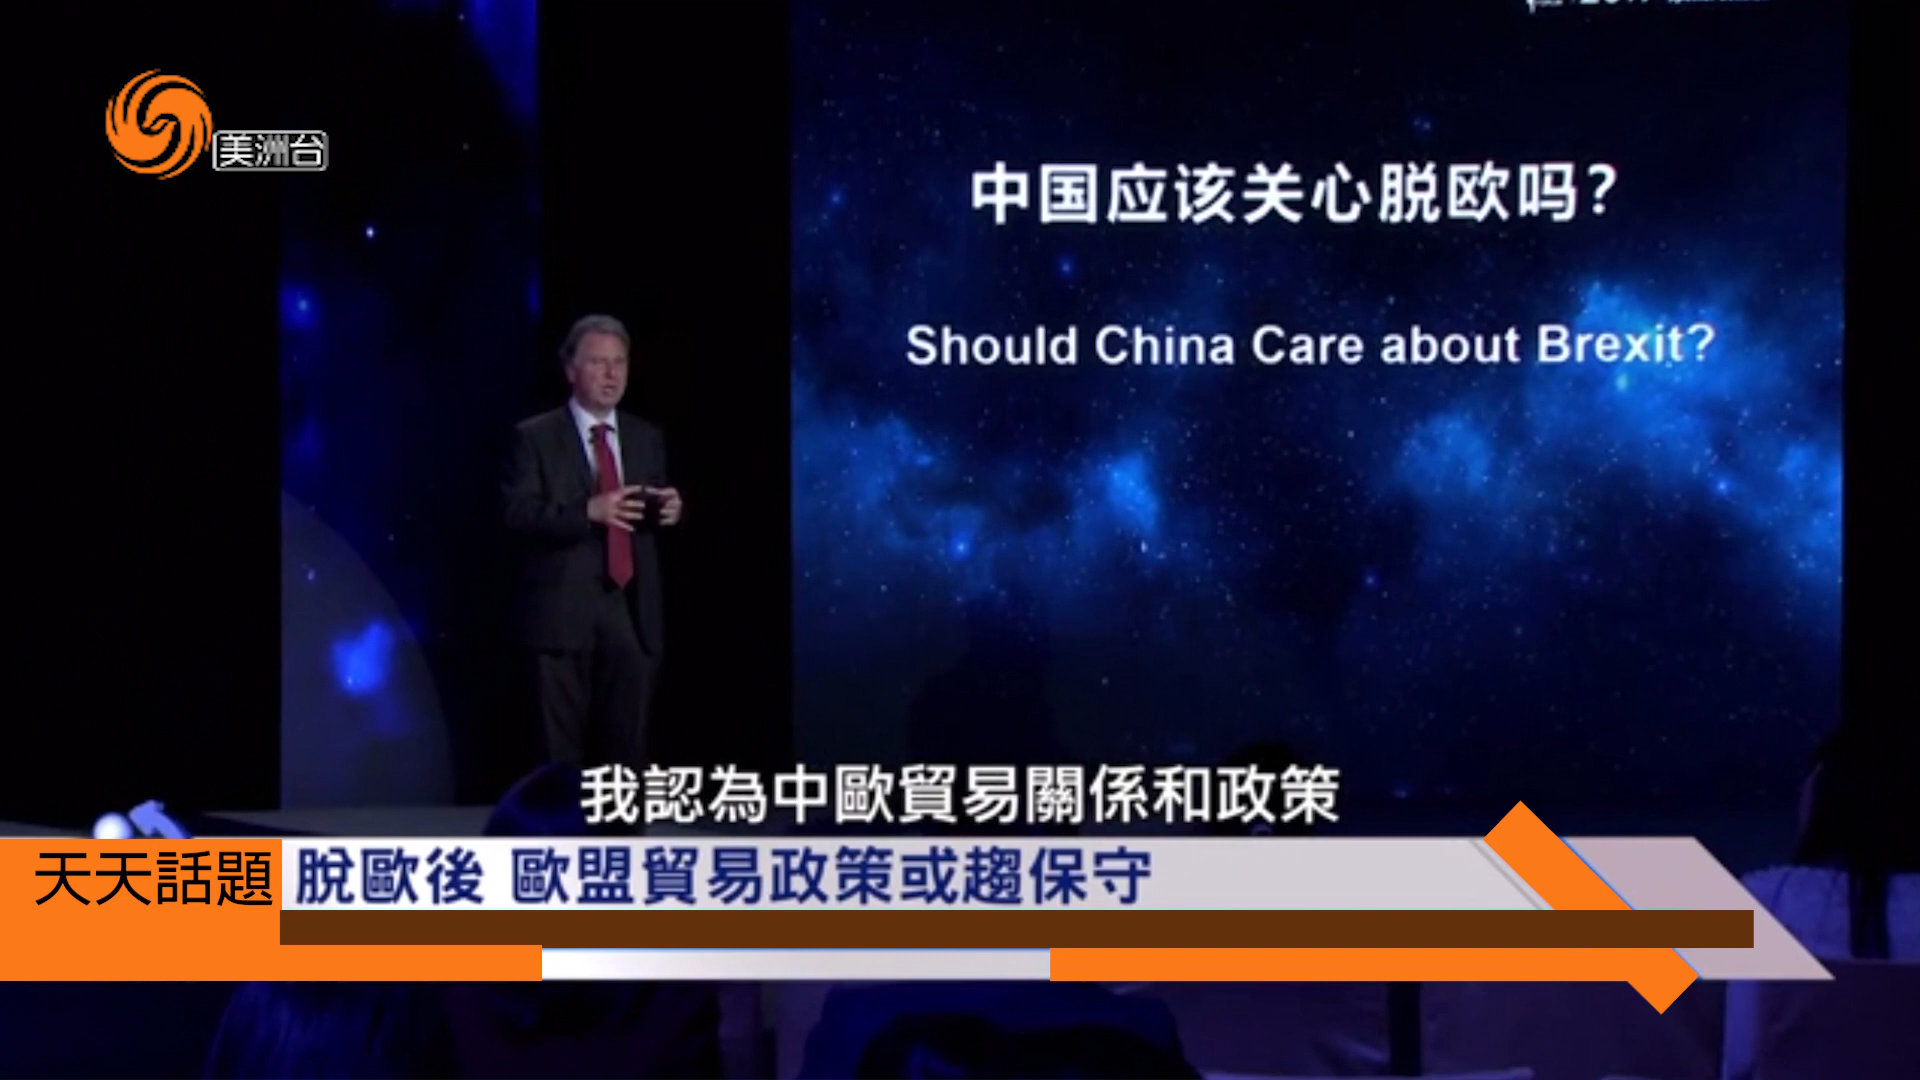 美洲台
中国应该关心脱欧吗？
Should China Care about Brexit?
我認為中歐貿易關係和政策
天天話題
脫歐後 歐盟貿易政策或趨保守